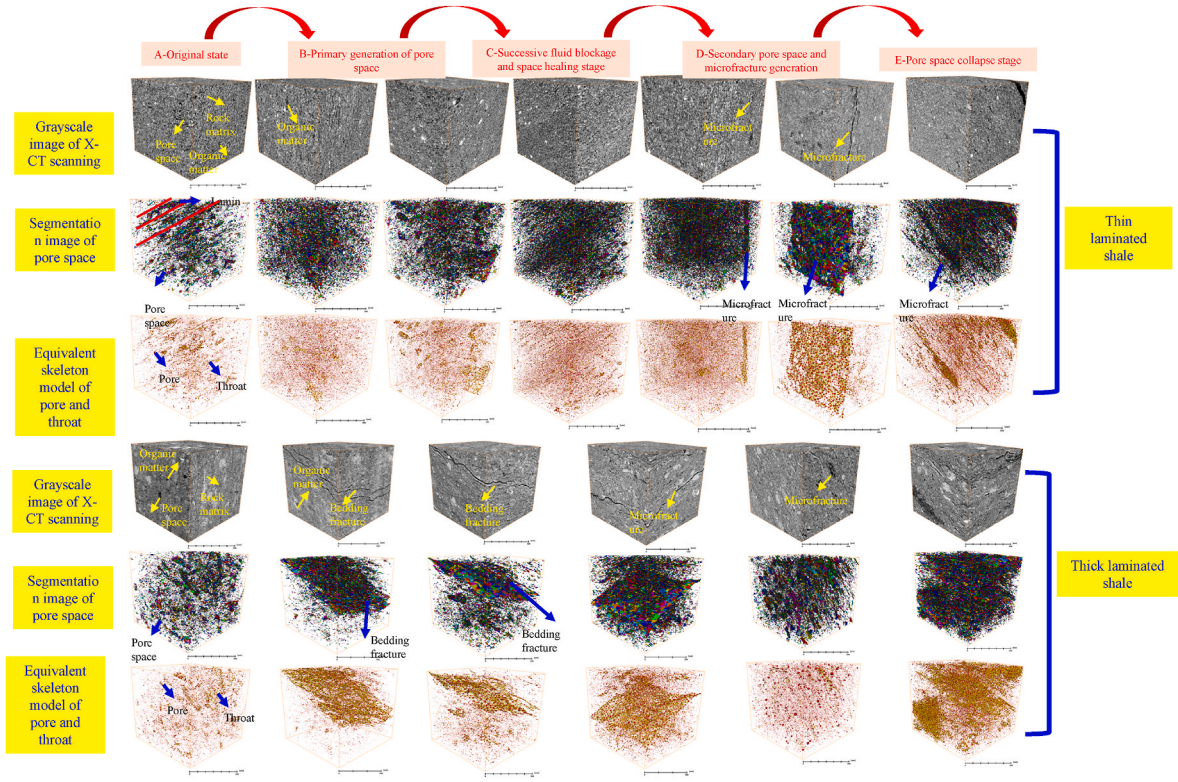 A-Original state
B-Primary generation of pore
space
C-Successive fluid blockage
and space healing stage
D-Secondary pore space and
microfracture generation
E-Pore space collapse stage
Grayscale
image of X-
CT scanning
Rock
matrix
Pore
space
Organic
matter
Organic
matter
Microfract
ure
Microfracture
Segmentatio
n image of
pore space
Lamin
Pore
space
Microfract
ure
Microfract
ure
Microfract
ure
Thin
laminated
shale
Equivalent
skeleton
model of
pore and
throat
Pore
Throat
Grayscale
image of X-
CT scanning
Organic
matter
Rock
matrix
Pore
space
Organic
matter
Bedding
fracture
Bedding
fracture
Microfract
ure
Microfracture
Segmentatio
n image of
pore space
Pore
space
Bedding
fracture
Bedding
fracture
Thick laminated
shale
Equivalent
skeleton
model of
pore and
throat
Pore
Throat